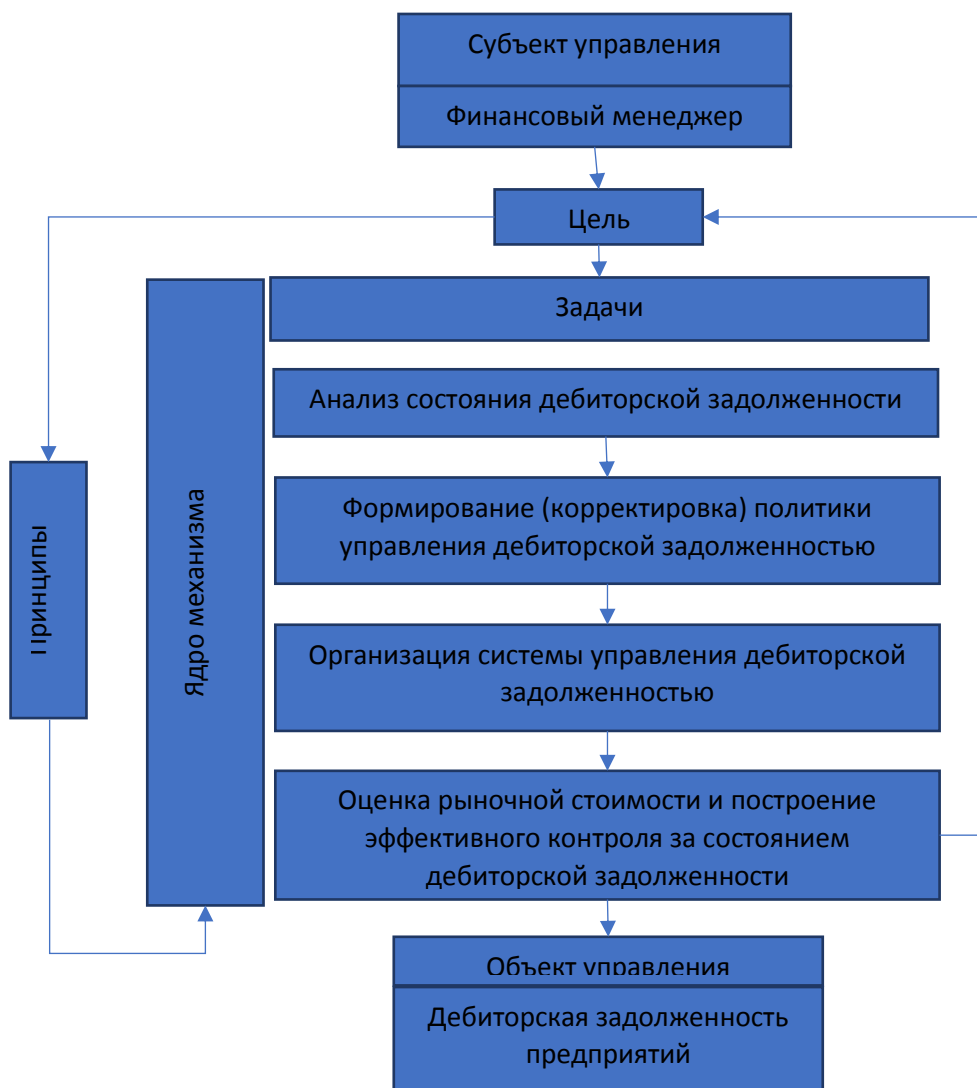 Субъект управления
Финансовый менеджер
Цель
Задачи
Анализ состояния дебиторской задолженности
Формирование (корректировка) политики
управления дебиторской задолженностью
Организация системы управления дебиторской
задолженностью
Оценка рыночной стоимости и построение
эффективного контроля за состоянием
дебиторской задолженности
Ядро механизма
Принципы
Объект управления
Дебиторская задолженность
предприятий